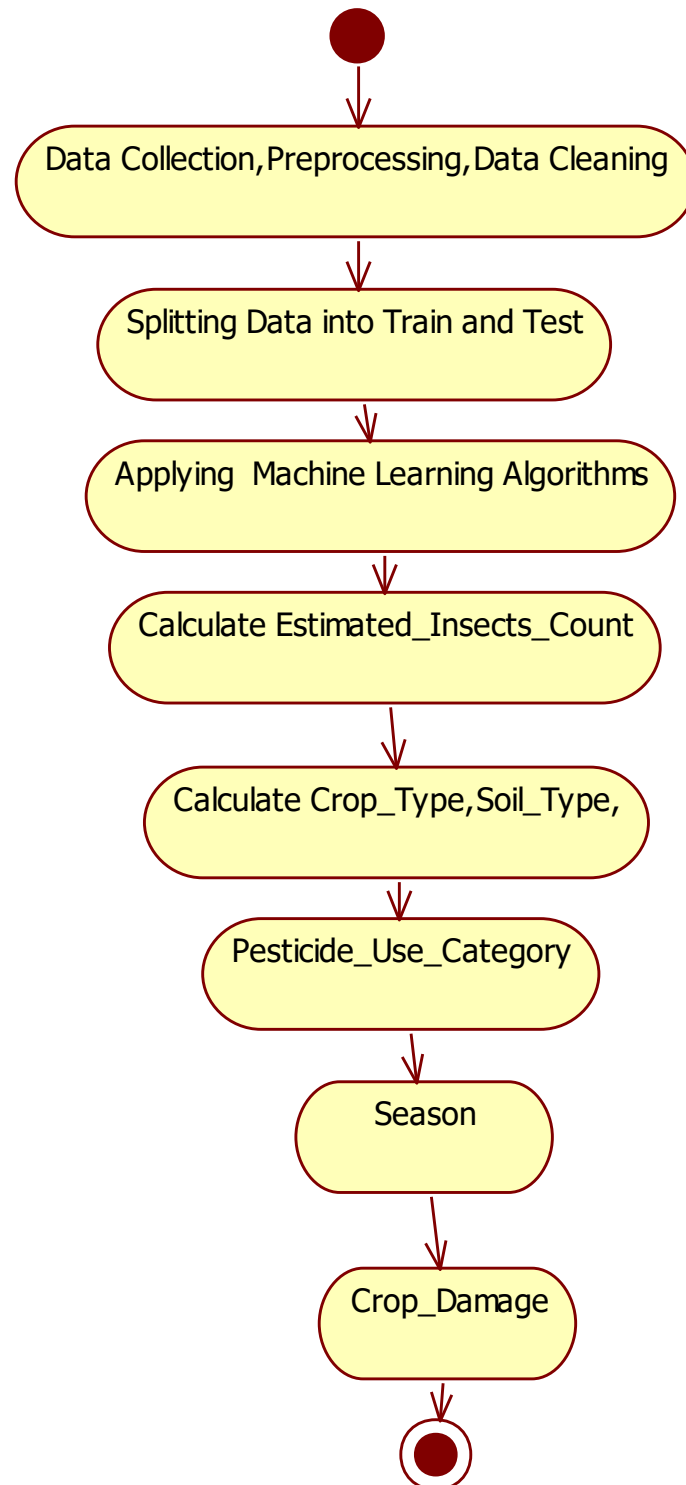 Data Collection,Preprocessing,Data Cleaning
Splitting Data into Train and Test
Applying  Machine Learning Algorithms
Calculate Estimated_Insects_Count
Calculate Crop_Type,Soil_Type,
Pesticide_Use_Category
Season
Crop_Damage